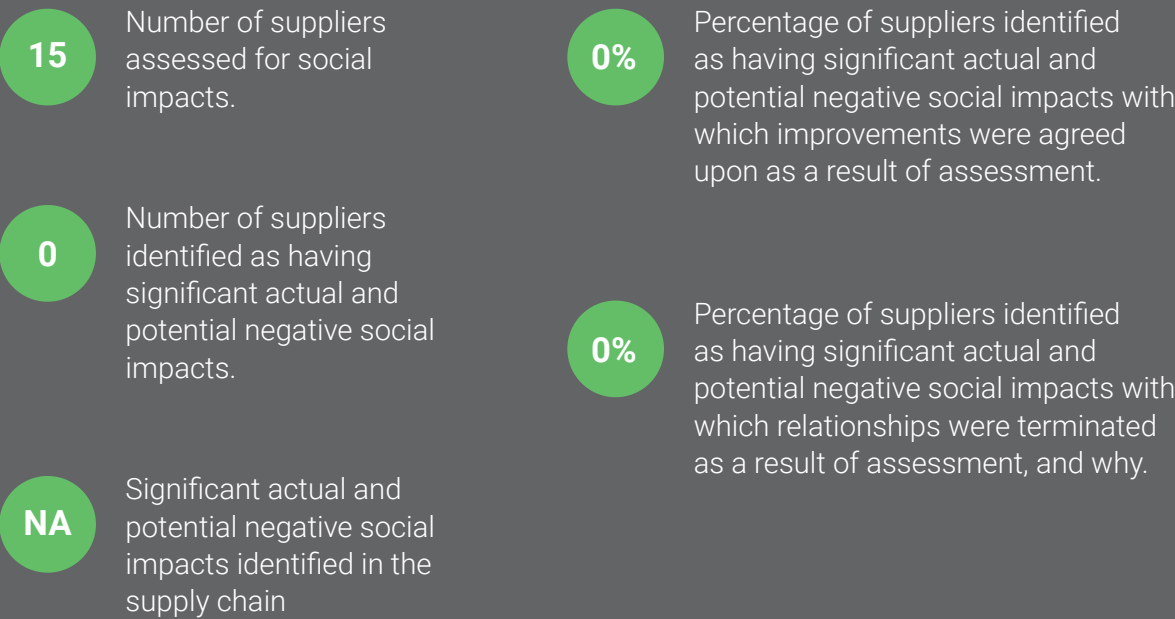 15
Number of suppliers
assessed for social
impacts.
0
Number of suppliers
identified as having
significant actual and
potential negative social
impacts.
NA
Significant actual and
potential negative social
impacts identified in the
supply chain
0%
Percentage of suppliers identified
as having significant actual and
potential negative social impacts with
which improvements were agreed
upon as a result of assessment.
0%
Percentage of suppliers identified
as having significant actual and
potential negative social impacts with
which relationships were terminated
as a result of assessment, and why.